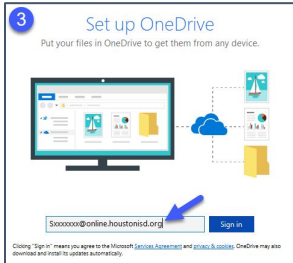 3
Set up OneDrive
Put your files in OneDrive to get them from any device.
Sxxxxxxx@online.houstonisd.org
Sign in
Clicking "Sign in" means you agree to the Microsoft Services Agreement and privacy & cookies. OneDrive may also
download and install its updates automatically.